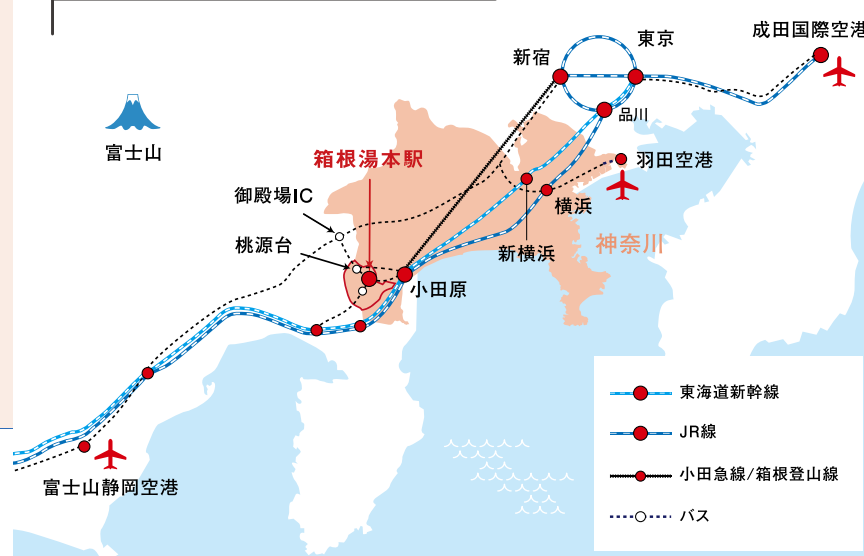 成田国際空港
東京
新宿
品川
富士山
箱根湯本駅
羽田空港
御殿場IC
横浜
桃源台
新横浜
神奈川
小田原
富士山静岡空港
東海道新幹線
JR線
小田急線/箱根登山線
バス